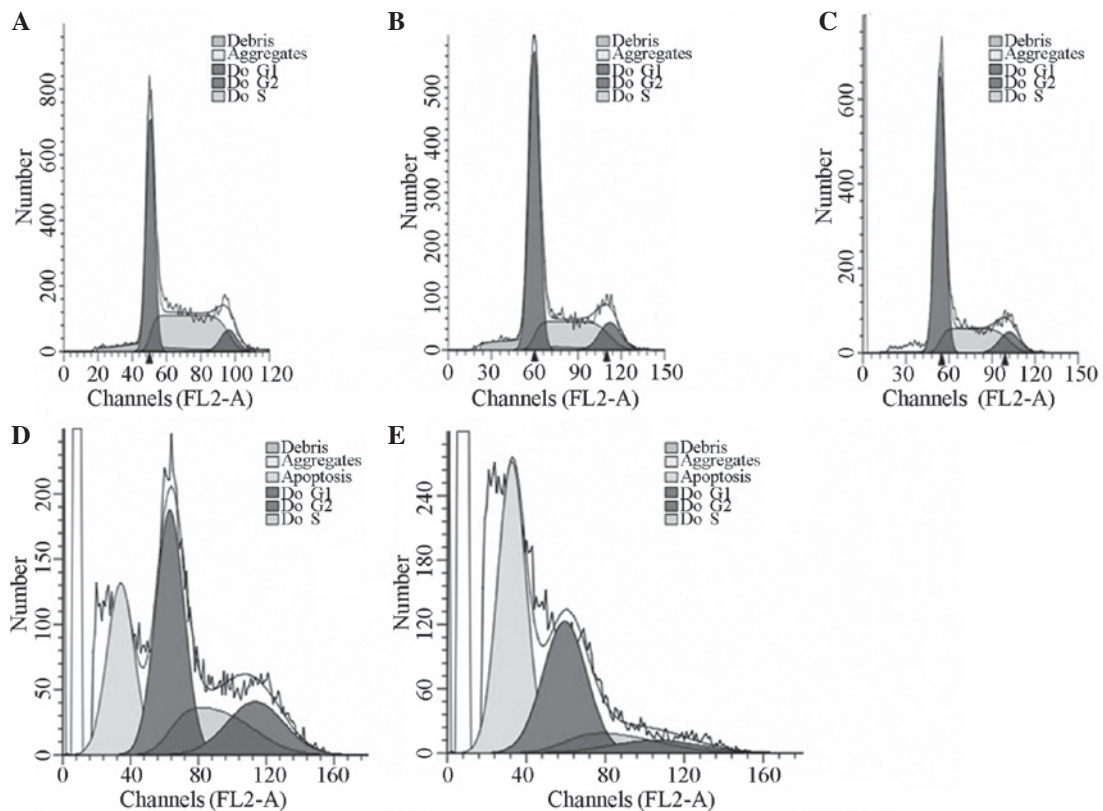 A
Debris
Aggregates
Do G1
Do G2
Do S
Number
800
600
400
200
0
0 20 40 60 80 100 120
Channels (FL2-A)
B
Debris
Aggregates
Do G1
Do G2
Do S
Number
500
400
300
200
100
0
0 30 60 90 120 150
Channels (FL2-A)
C
Debris
Aggregates
Do G1
Do G2
Do S
Number
600
400
200
0
0 30 60 90 120 150
Channels (FL2-A)
D
Debris
Aggregates
Apoptosis
Do G1
Do G2
Do S
Number
200
150
100
50
0
0 40 80 120 160
Channels (FL2-A)
E
Debris
Aggregates
Apoptosis
Do G1
Do G2
Do S
Number
240
180
120
60
0
0 40 80 120 160
Channels (FL2-A)